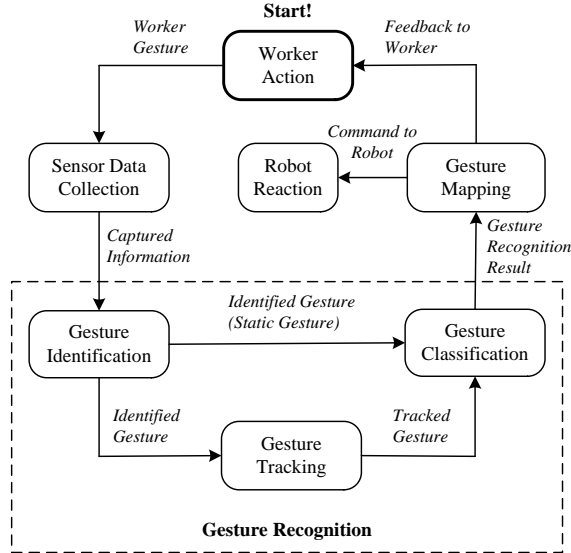 Start!
Worker
Gesture
Worker
Action
Feedback to
Worker
Sensor Data
Collection
Robot
Reaction
Command to
Robot
Gesture
Mapping
Captured
Information
Gesture
Recognition
Result
Gesture
Identification
Identified Gesture
(Static Gesture)
Gesture
Classification
Identified
Gesture
Gesture
Tracking
Tracked
Gesture
Gesture Recognition